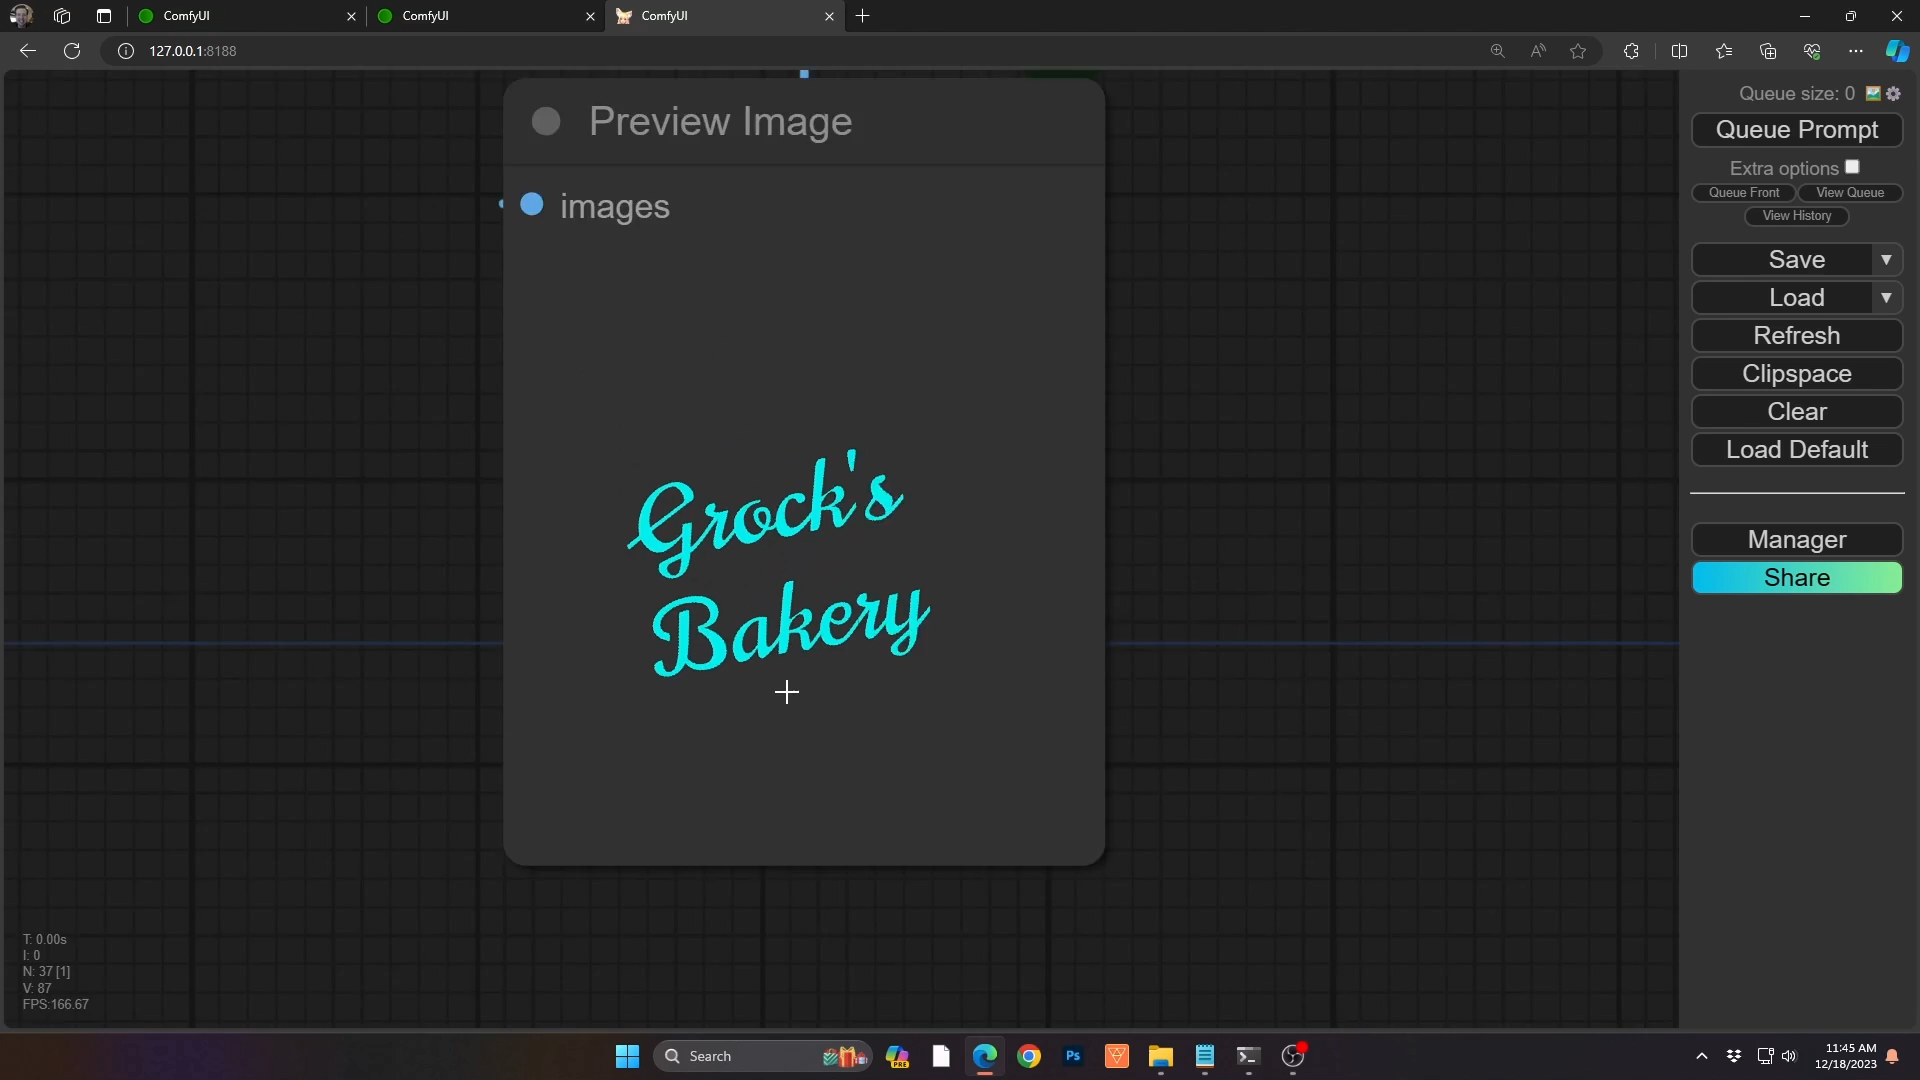 ComfyUI
ComfyUI
ComfyUI
127.0.0.1:8188
Preview Image
images
Grock's
Bakery
Queue size: 0
Queue Prompt
Extra options
Queue Front
View Queue
View History
Save
Load
Refresh
Clipspace
Clear
Load Default
Manager
Share
T: 0.00s
I: 0
N: 37 [1]
V: 87
FPS:166.67
Search
PRE
Ps
11:45 AM
12/18/2023